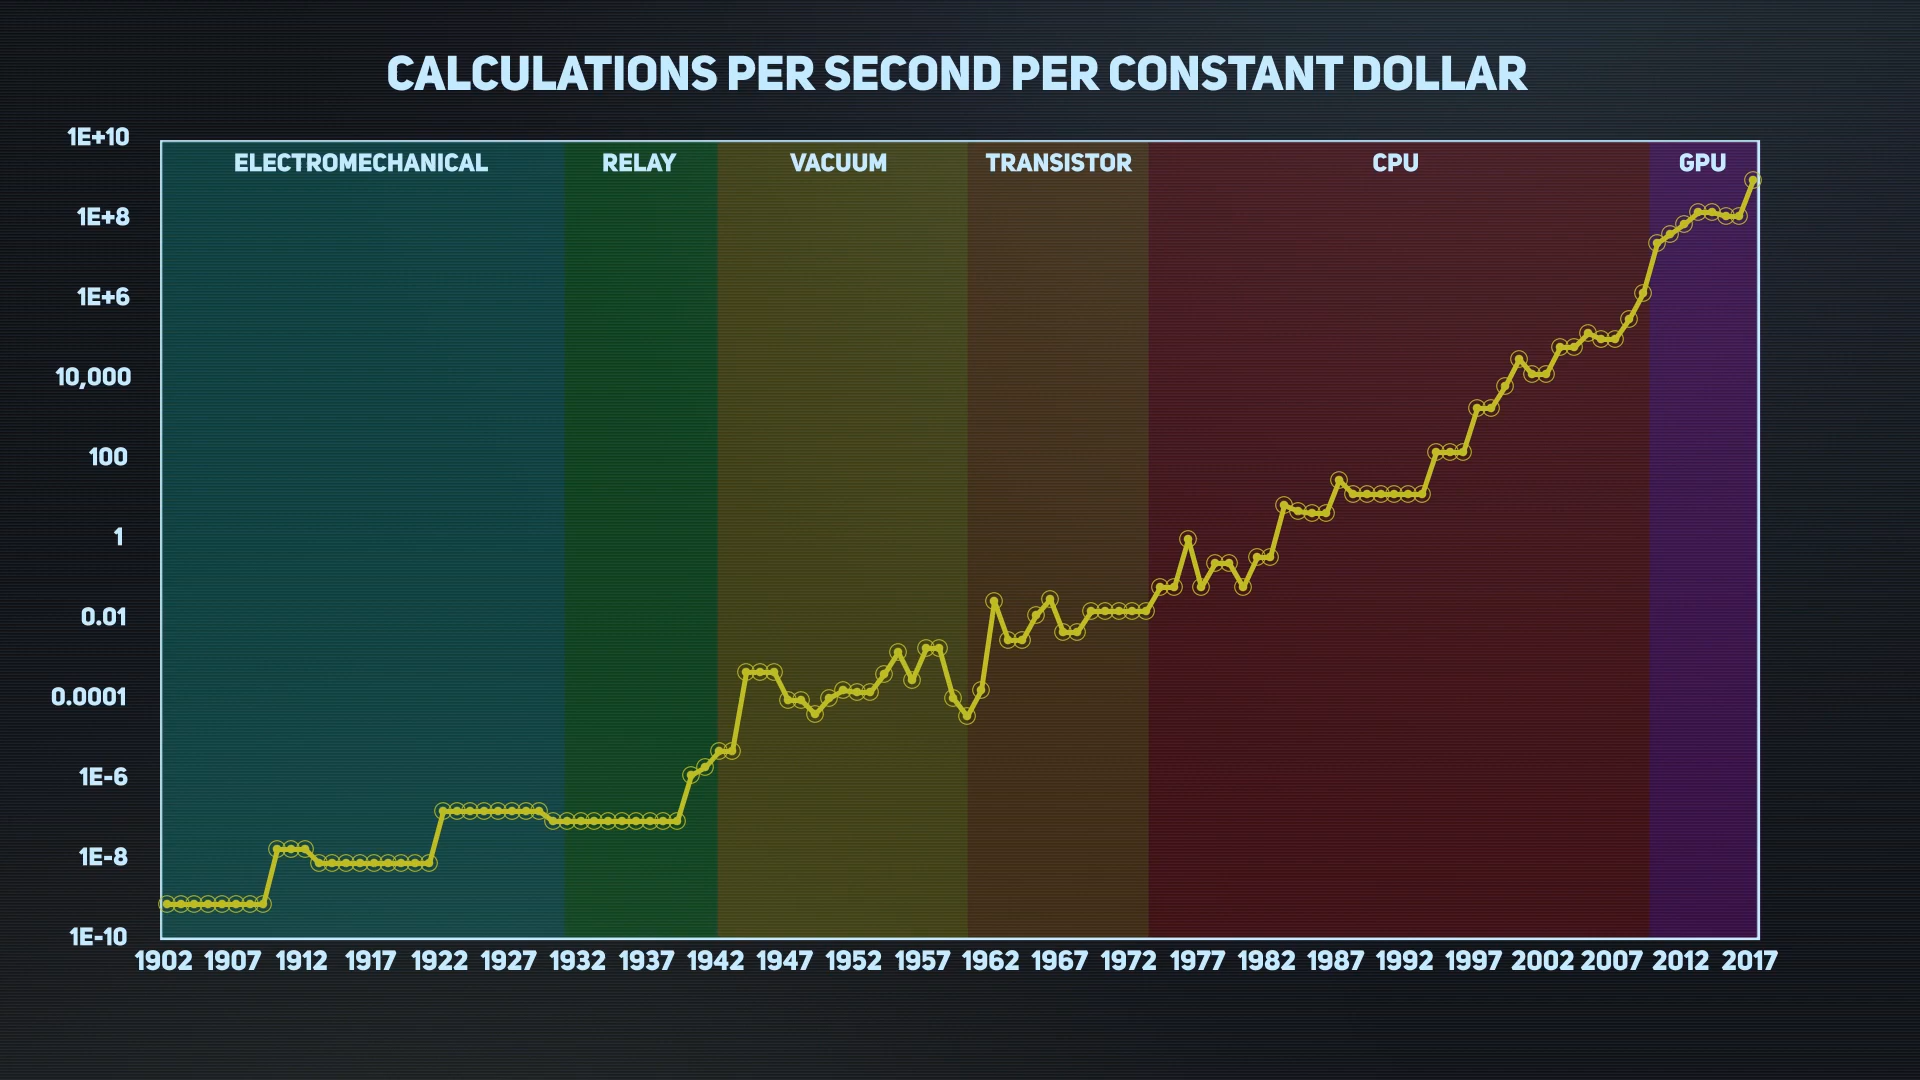 CALCULATIONS PER SECOND PER CONSTANT DOLLAR
ELECTROMECHANICAL RELAY VACUUM TRANSISTOR CPU GPU
1E+10
1E+8
1E+6
10,000
100
1
0.01
0.0001
1E-6
1E-8
1E-10
1902 1907 1912 1917 1922 1927 1932 1937 1942 1947 1952 1957 1962 1967 1972 1977 1982 1987 1992 1997 2002 2007 2012 2017